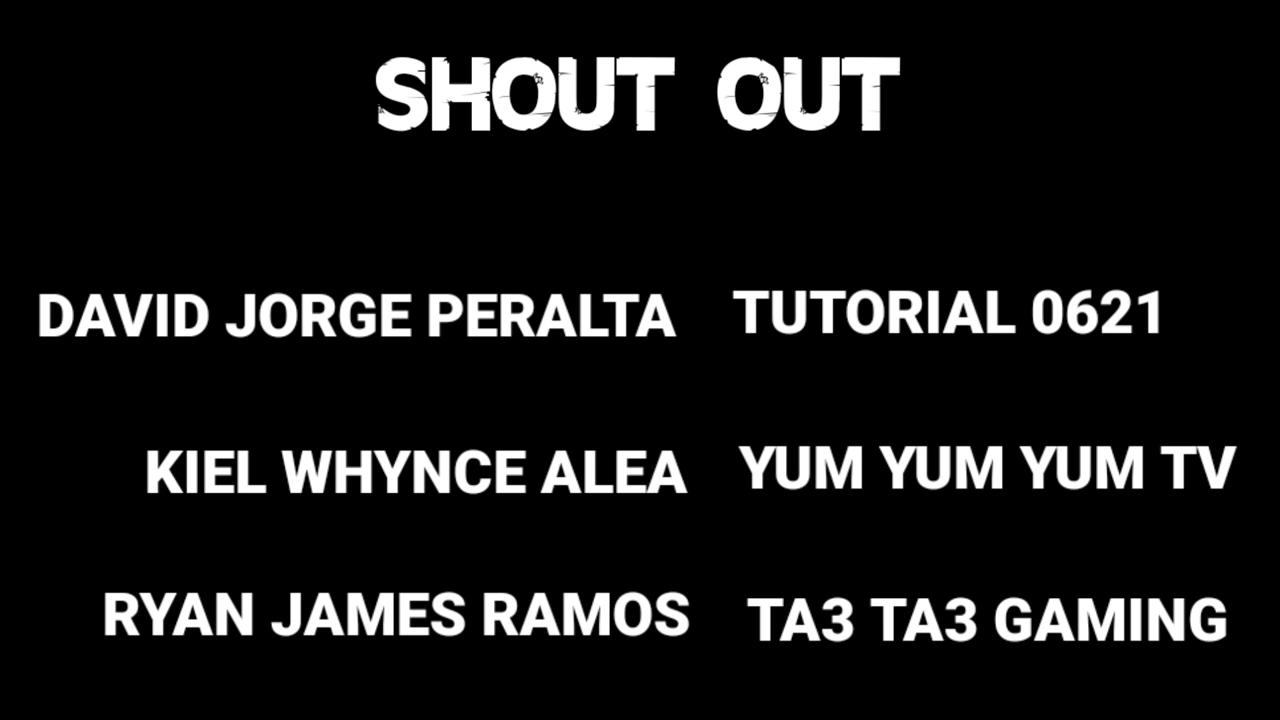 SHOUT OUT
DAVID JORGE PERALTA
TUTORIAL 0621
KIEL WHYNCE ALEA
YUM YUM YUM TV
RYAN JAMES RAMOS
TA3 TA3 GAMING